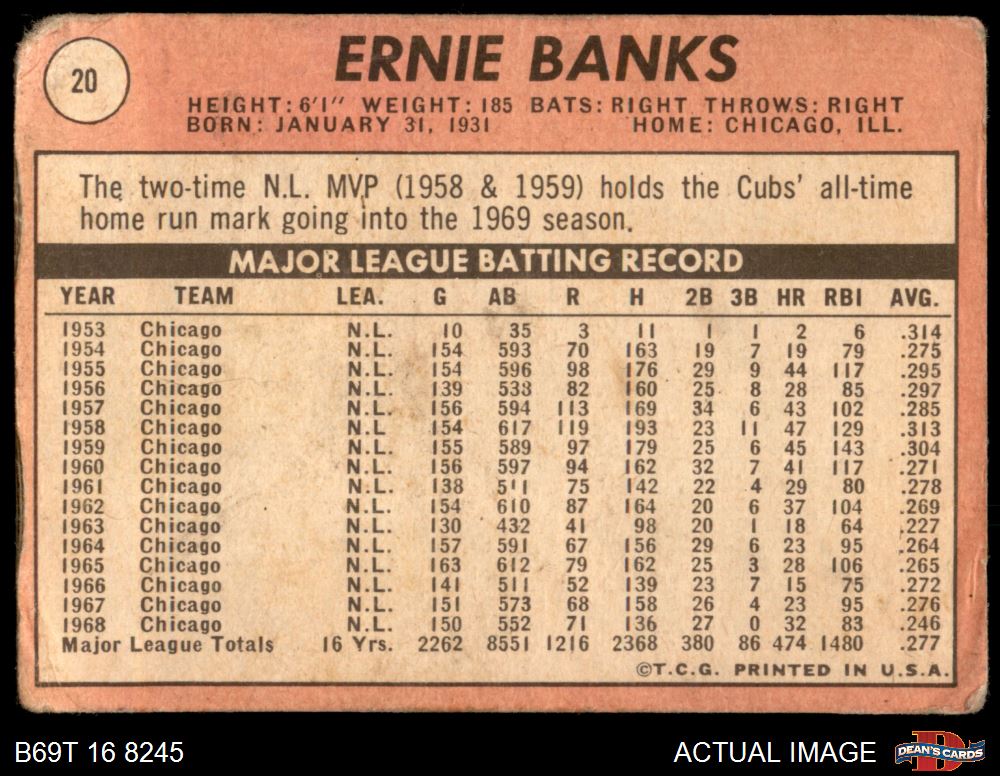 20
ERNIE BANKS
HEIGHT: 6'1" WEIGHT: 185 BATS: RIGHT THROWS: RIGHT
BORN: JANUARY 31, 1931 HOME: CHICAGO, ILL.
The two-time N.L. MVP (1958 & 1959) holds the Cubs' all-time
home run mark going into the 1969 season.
MAJOR LEAGUE BATTING RECORD
YEAR TEAM LEA. G AB R H 2B 3B HR RBI AVG.
1953 Chicago N.L. 10 35 3 11 1 1 2 6 .314
1954 Chicago N.L. 154 593 70 163 19 7 19 79 .275
1955 Chicago N.L. 154 596 98 176 29 9 44 117 .295
1956 Chicago N.L. 139 538 82 160 25 8 28 85 .297
1957 Chicago N.L. 156 594 113 169 34 6 43 102 .285
1958 Chicago N.L. 154 617 119 193 23 11 47 129 .313
1959 Chicago N.L. 155 589 97 179 25 6 45 143 .304
1960 Chicago N.L. 156 597 94 162 32 7 41 117 .271
1961 Chicago N.L. 138 511 75 142 22 4 29 80 .278
1962 Chicago N.L. 154 610 87 164 20 6 37 104 .269
1963 Chicago N.L. 130 432 41 98 20 1 18 64 .227
1964 Chicago N.L. 157 591 67 156 29 6 23 95 .264
1965 Chicago N.L. 163 612 79 162 25 3 28 106 .265
1966 Chicago N.L. 141 511 52 139 23 7 15 75 .272
1967 Chicago N.L. 151 573 68 158 26 4 23 95 .276
1968 Chicago N.L. 150 552 71 136 27 0 32 83 .246
Major League Totals 16 Yrs. 2262 8551 1216 2368 380 86 474 1480 .277
©T.C.G. PRINTED IN U.S.A.
B69T 16 8245
ACTUAL IMAGE
D
DEAN'S CARDS